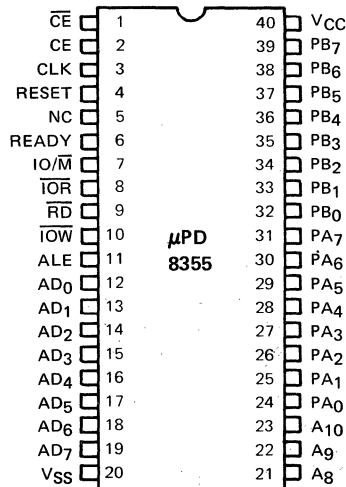 C̅E̅ 1 40 VCC
CE 2 39 PB7
CLK 3 38 PB6
RESET 4 37 PB5
NC 5 36 PB4
READY 6 35 PB3
IO/M̅ 7 34 PB2
I̅O̅R̅ 8 33 PB1
R̅D̅ 9 32 PB0
I̅O̅W̅ 10 μPD 31 PA7
ALE 11 8355 30 PA6
AD0 12 29 PA5
AD1 13 28 PA4
AD2 14 27 PA3
AD3 15 26 PA2
AD4 16 25 PA1
AD5 17 24 PA0
AD6 18 23 A10
AD7 19 22 A9
VSS 20 21 A8